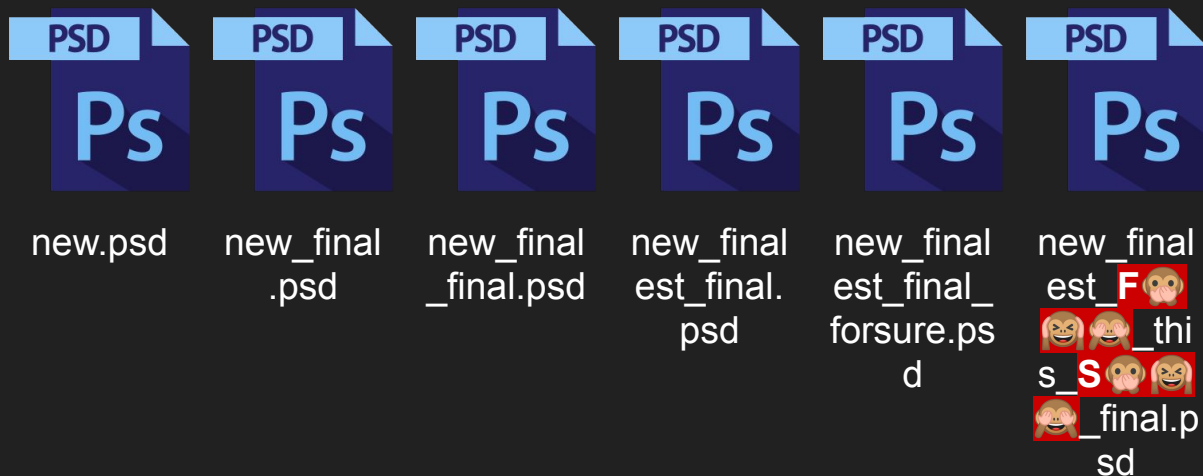 PSD
Ps
PSD
Ps
PSD
Ps
PSD
Ps
PSD
Ps
PSD
Ps
new.psd
new_final
.psd
new_final
_final.psd
new_final
est_final.
psd
new_final
est_final_
forsure.ps
d
new_final
est_F🙊
🙉🙈_thi
s_S🙊🙉
🙈_final.p
sd